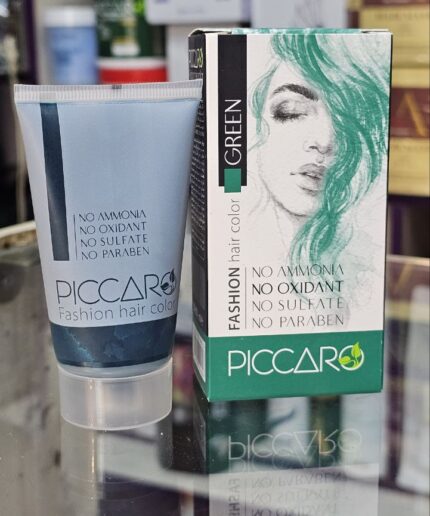 NO AMMONIA
NO OXIDANT
NO SULFATE
NO PARABEN
PICCARO
Fashion hair color
GREEN
FASHION hair color
NO AMMONIA
NO OXIDANT
NO SULFATE
NO PARABEN
PICCARO